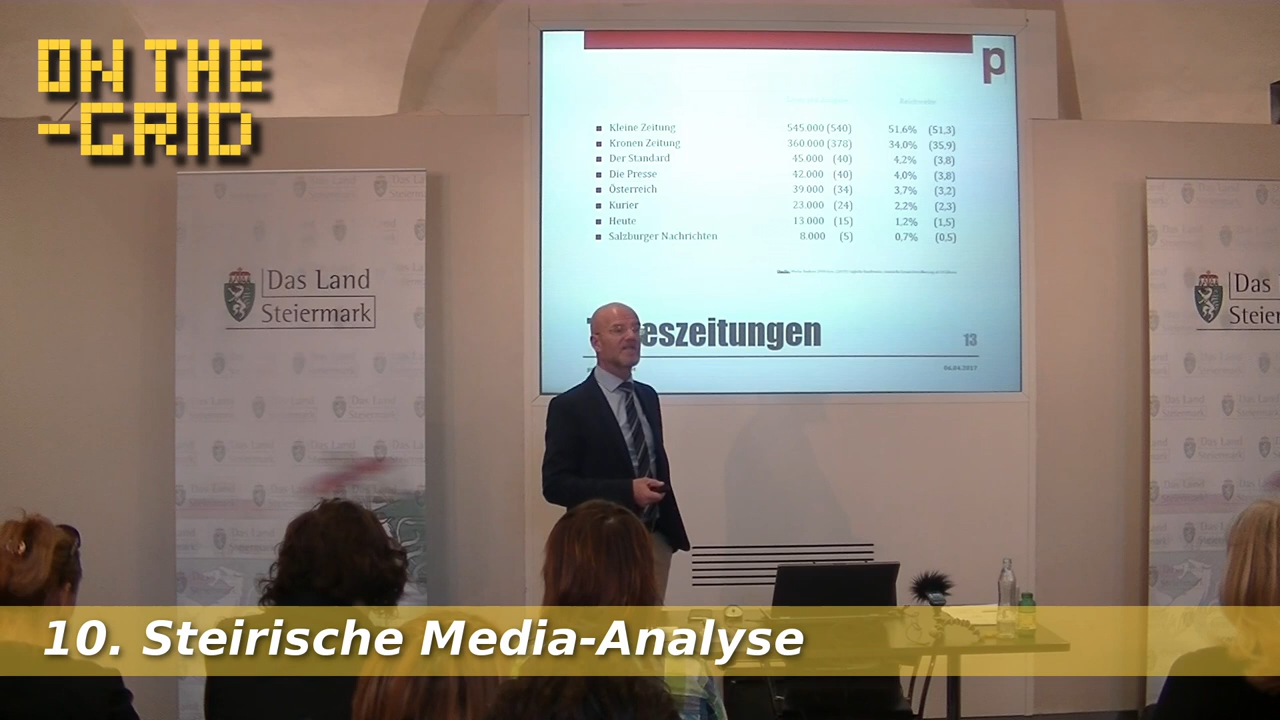 ON THE
-GRID
p
Reichweite
Kleine Zeitung 545.000 (540) 51,6% (51,3)
Kronen Zeitung 360.000 (378) 34,0% (35,9)
Der Standard 45.000 (40) 4,2% (3,8)
Die Presse 42.000 (40) 4,0% (3,8)
Österreich 39.000 (34) 3,7% (3,2)
Kurier 23.000 (24) 2,2% (2,3)
Heute 13.000 (15) 1,2% (1,5)
Salzburger Nachrichten 8.000 (5) 0,7% (0,5)
eszeitungen
13
06.04.2017
Das Land
Steiermark
Das
Steier
10. Steirische Media-Analyse